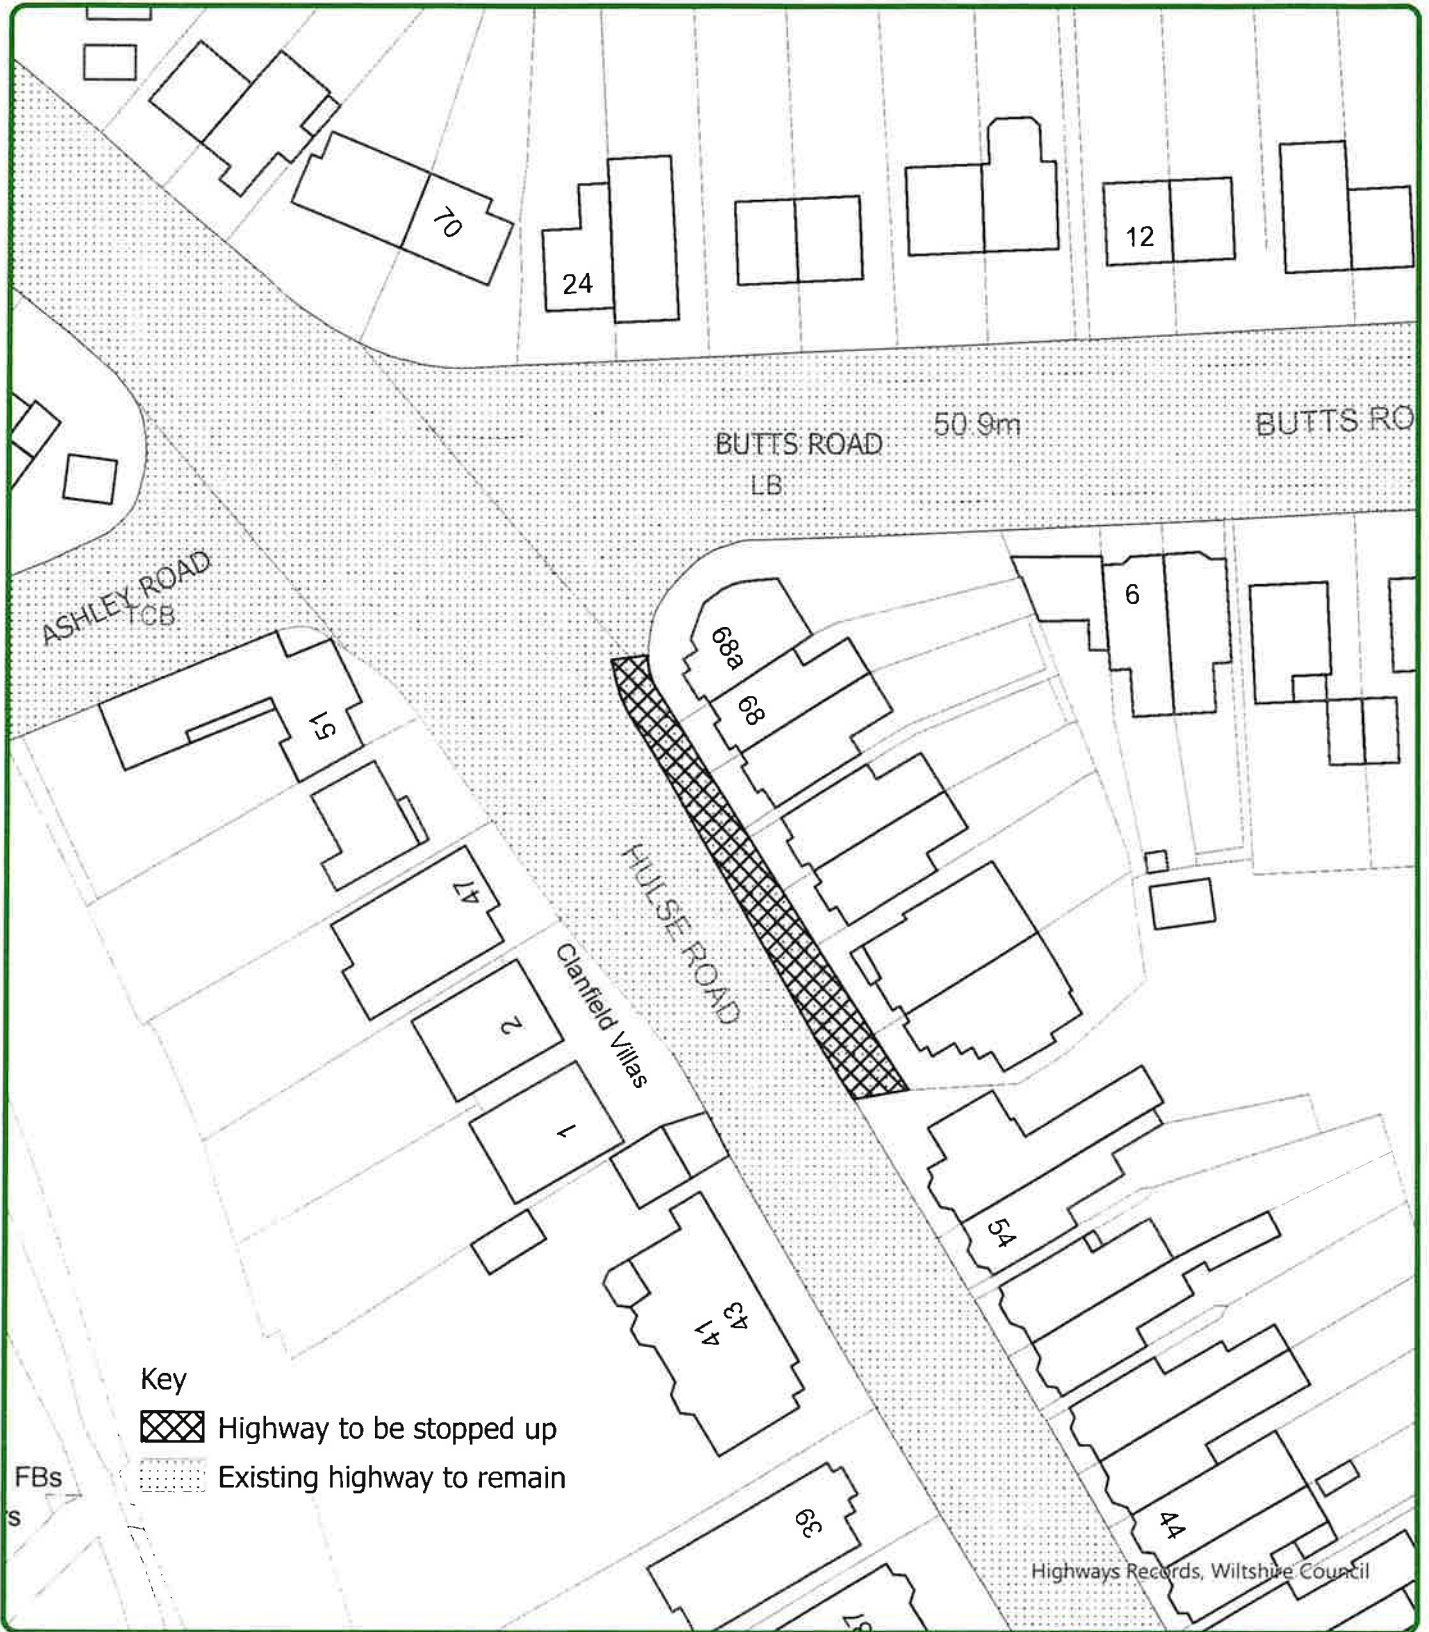 70
24
12
BUTTS ROAD
50.9m
BUTTS RO
LB
ASHLEY ROAD
TCB
6
68a
68
51
47
HULSE ROAD
Clanfield Villas
2
1
54
43
41
Key
Highway to be stopped up
Existing highway to remain
FBs
rs
39
44
37
Highways Records, Wiltshire Council